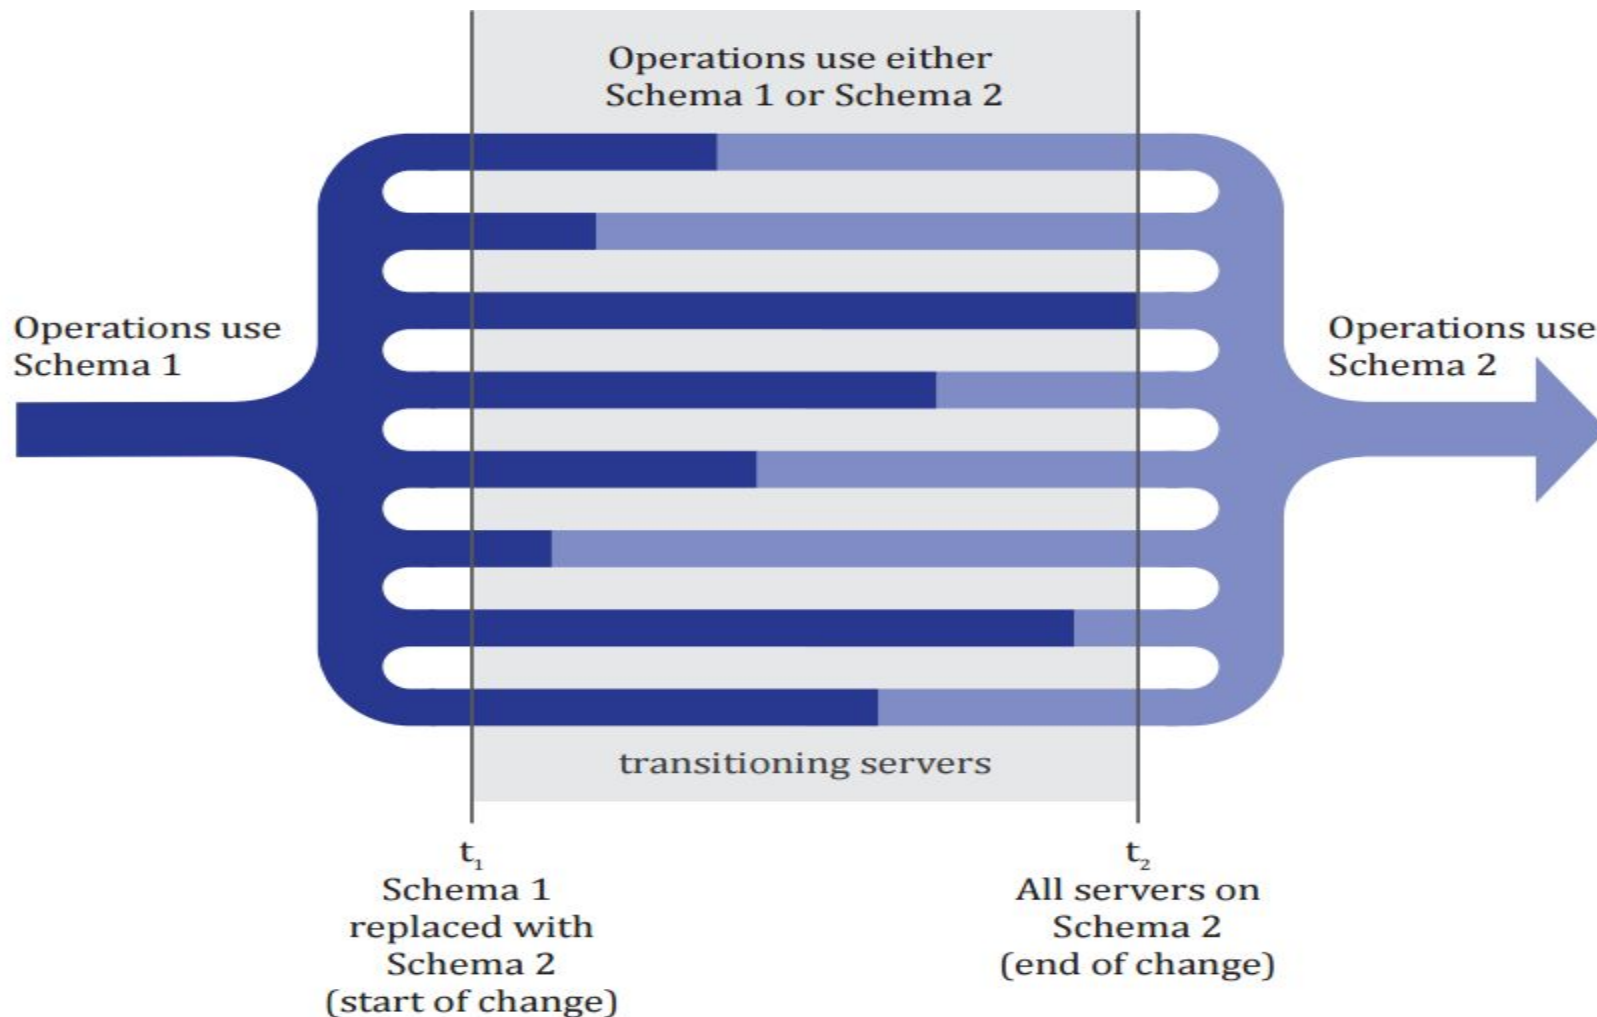 Operations use either
Schema 1 or Schema 2
Operations use
Schema 1
Operations use
Schema 2
transitioning servers
t₁
Schema 1
replaced with
Schema 2
(start of change)
t₂
All servers on
Schema 2
(end of change)